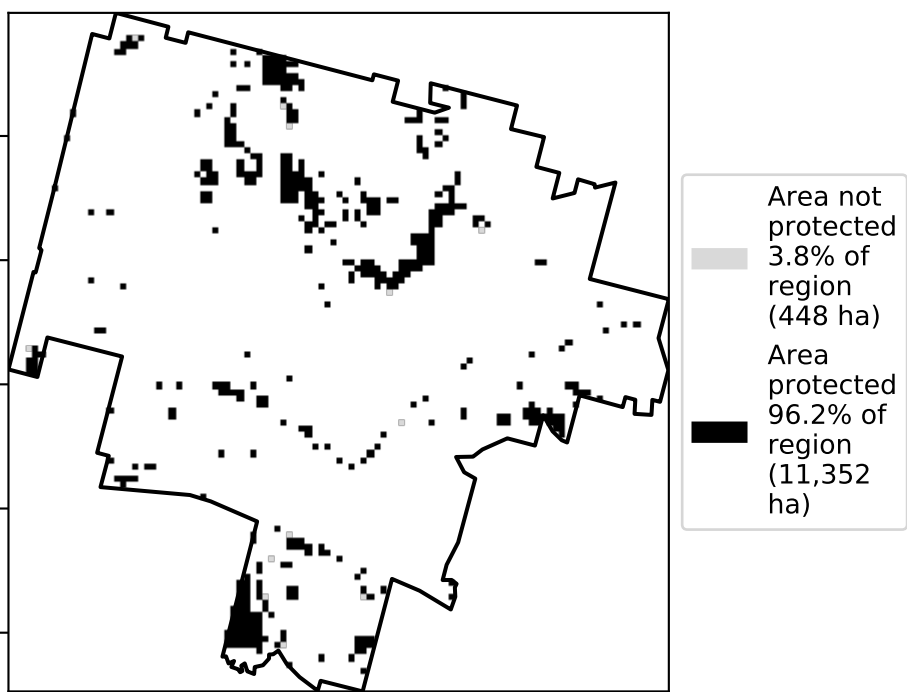 Area not
protected
3.8% of
region
(448 ha)
Area
protected
96.2% of
region
(11,352
ha)